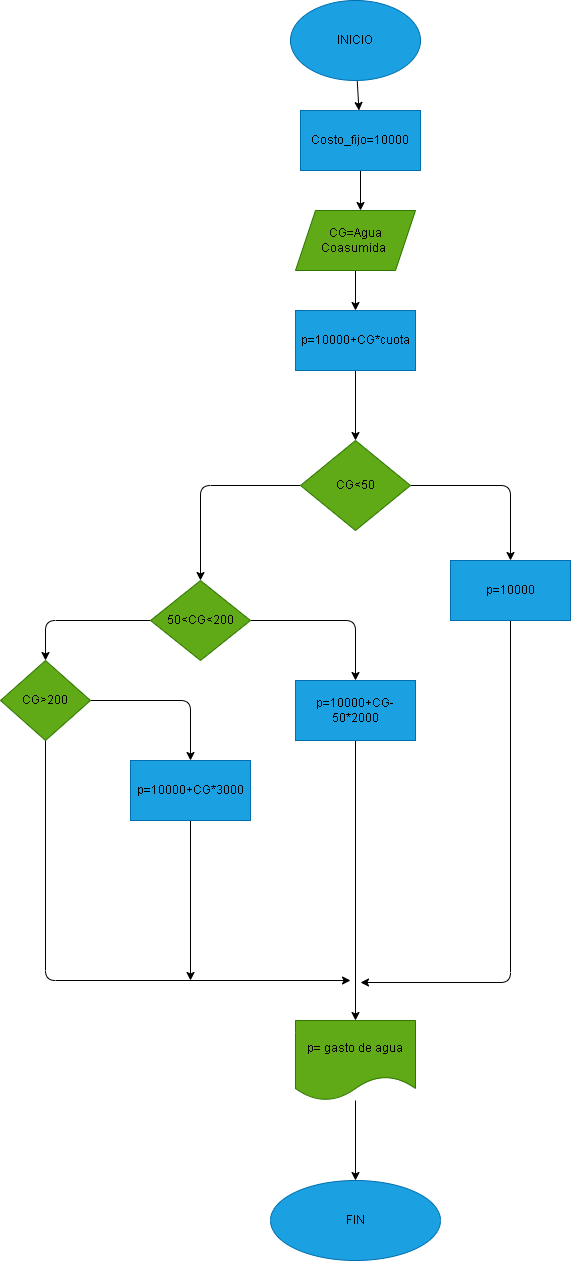 INICIO
Costo_fijo=10000
CG=Agua
Coasumida
p=10000+CG*cuota
CG<50
p=10000
50<CG<200
CG>200
p=10000+CG-
50*2000
p=10000+CG*3000
p= gasto de agua
FIN